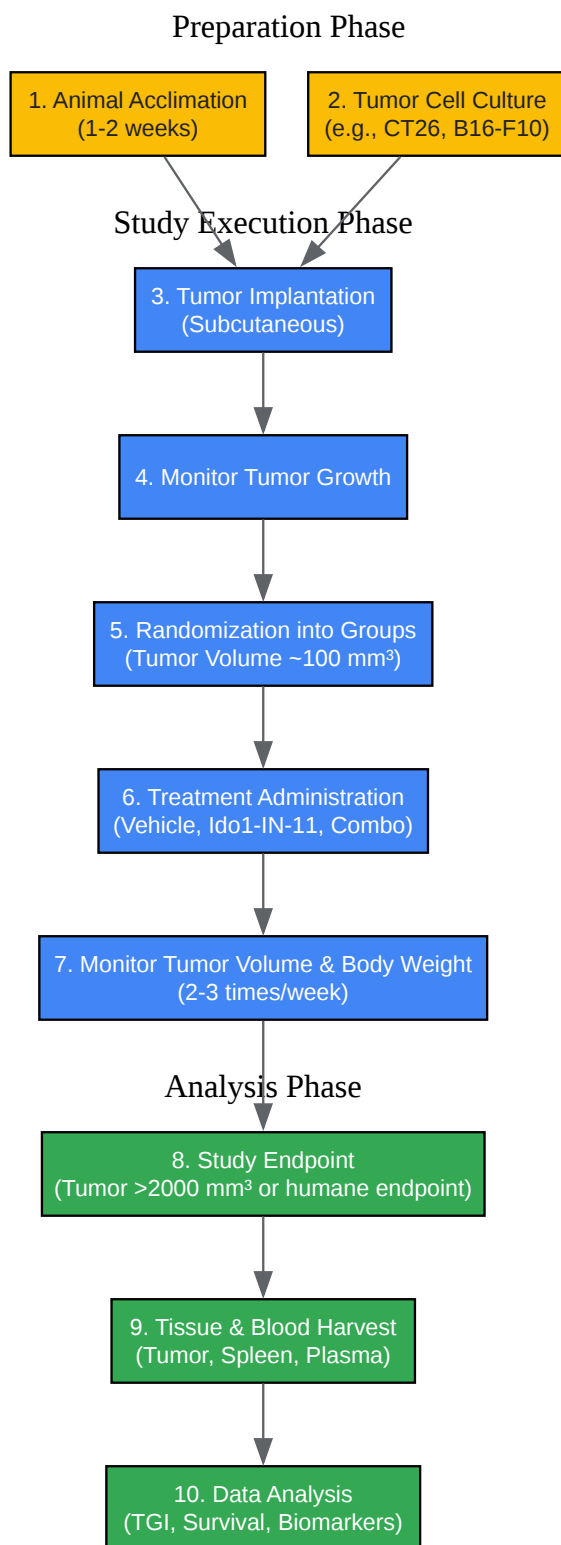 Preparation Phase
1. Animal Acclimation
(1-2 weeks)
2. Tumor Cell Culture
(e.g., CT26, B16-F10)
Study Execution Phase
3. Tumor Implantation
(Subcutaneous)
4. Monitor Tumor Growth
5. Randomization into Groups
(Tumor Volume ~100 mm³)
6. Treatment Administration
(Vehicle, Ido1-IN-11, Combo)
7. Monitor Tumor Volume & Body Weight
(2-3 times/week)
Analysis Phase
8. Study Endpoint
(Tumor >2000 mm³ or humane endpoint)
9. Tissue & Blood Harvest
(Tumor, Spleen, Plasma)
10. Data Analysis
(TGI, Survival, Biomarkers)